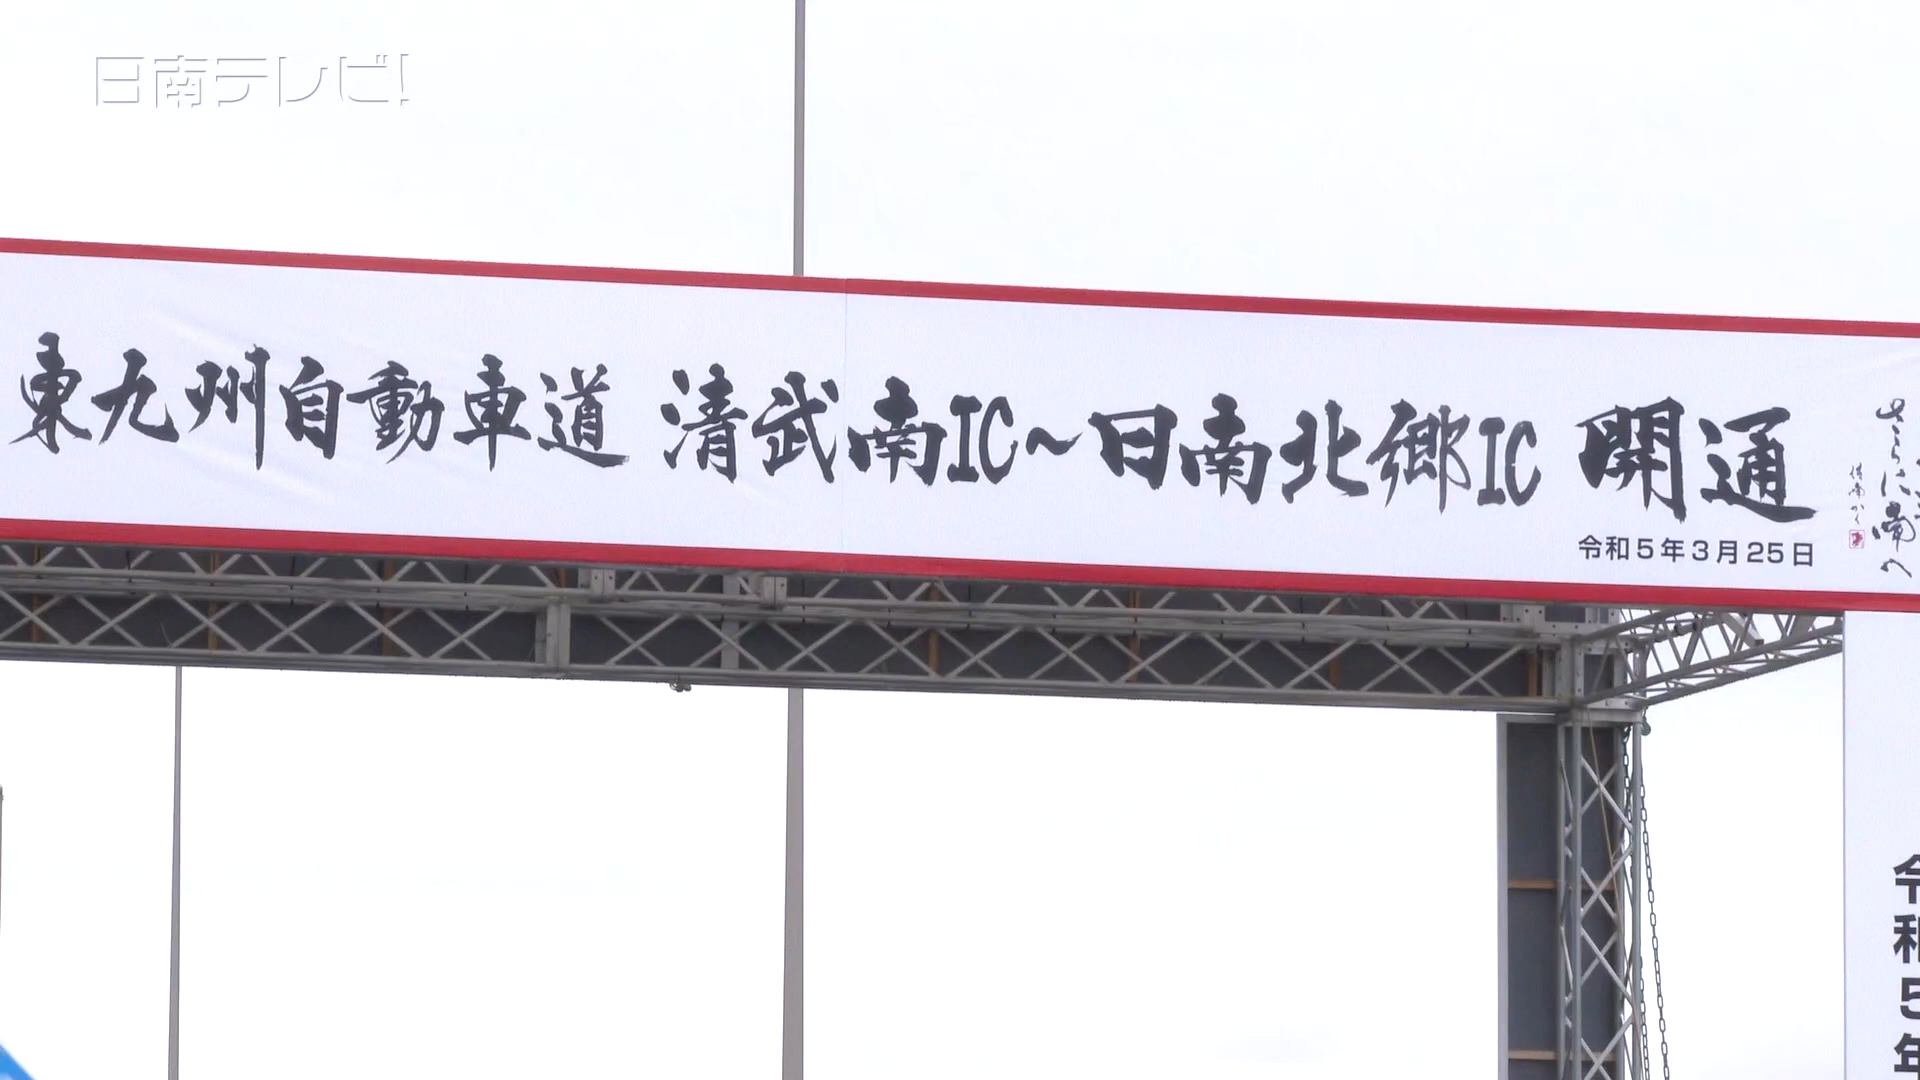 日南テレビ！
東九州自動車道 清武南IC～日南北郷IC 開通
令和5年3月25日
さらに南へ
令和5年